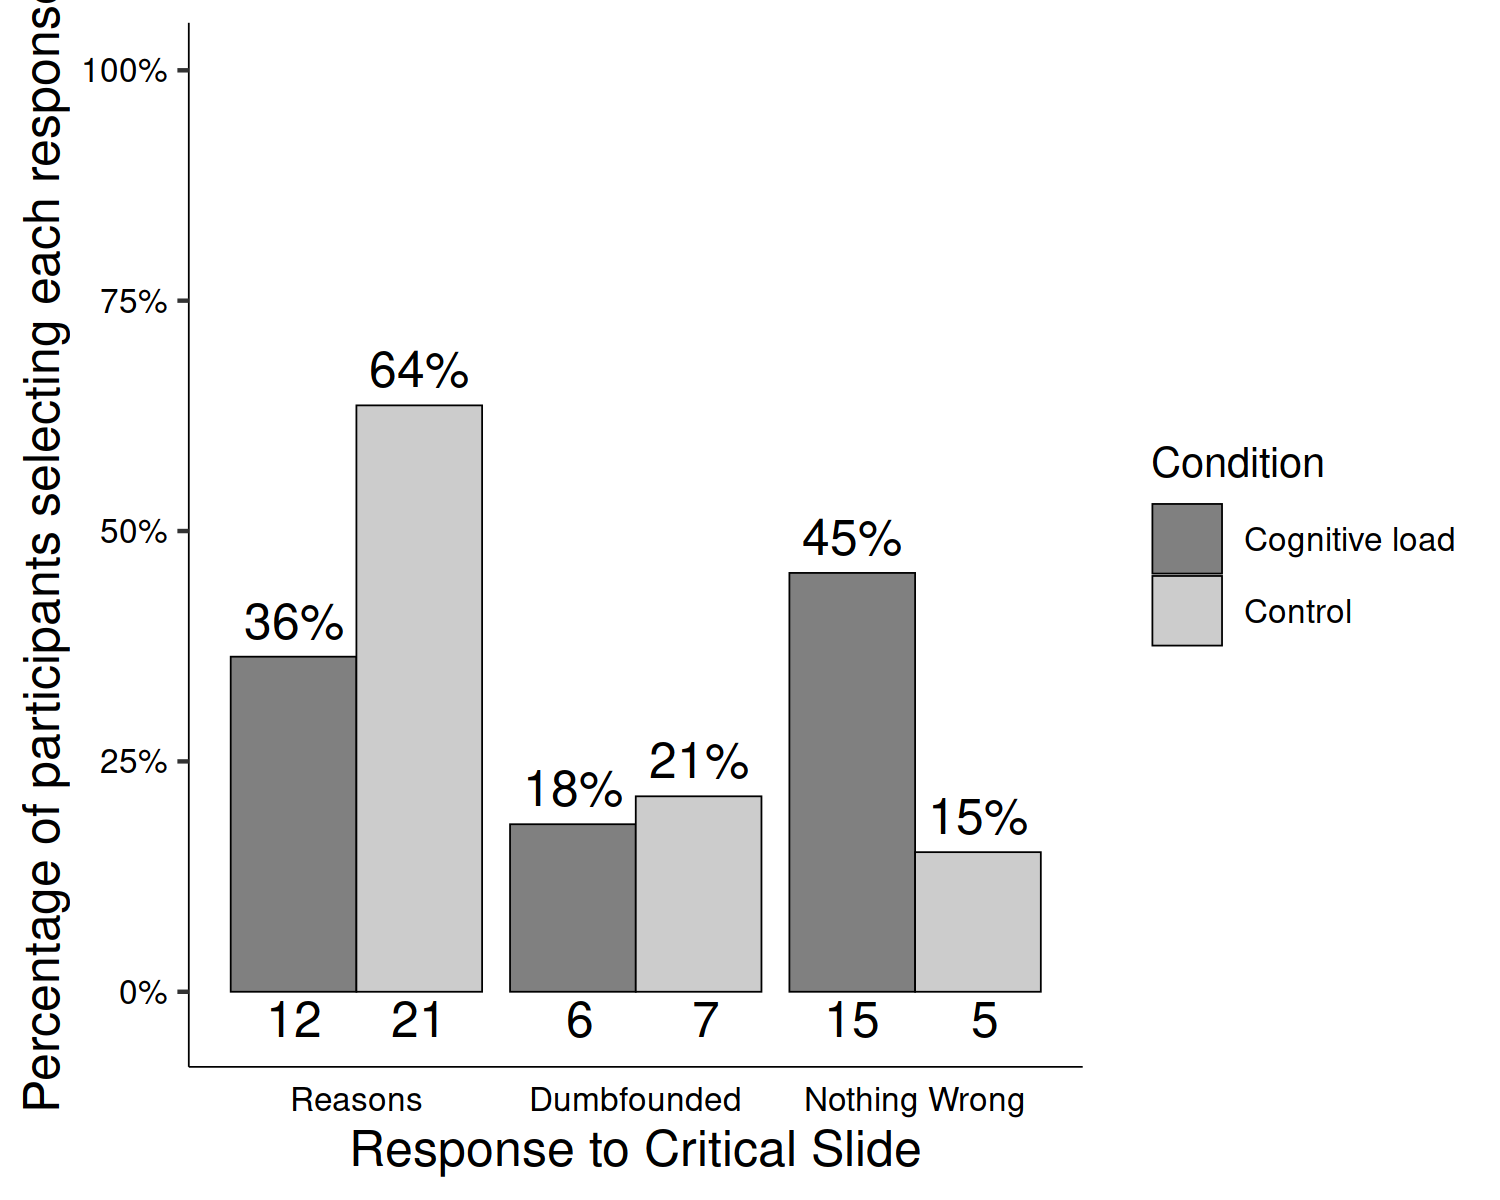 Percentage of participants selecting each response
100%
75%
50%
25%
0%
36%
64%
18%
21%
45%
15%
12
21
6
7
15
5
Reasons
Dumbfounded
Nothing Wrong
Response to Critical Slide
Condition
Cognitive load
Control